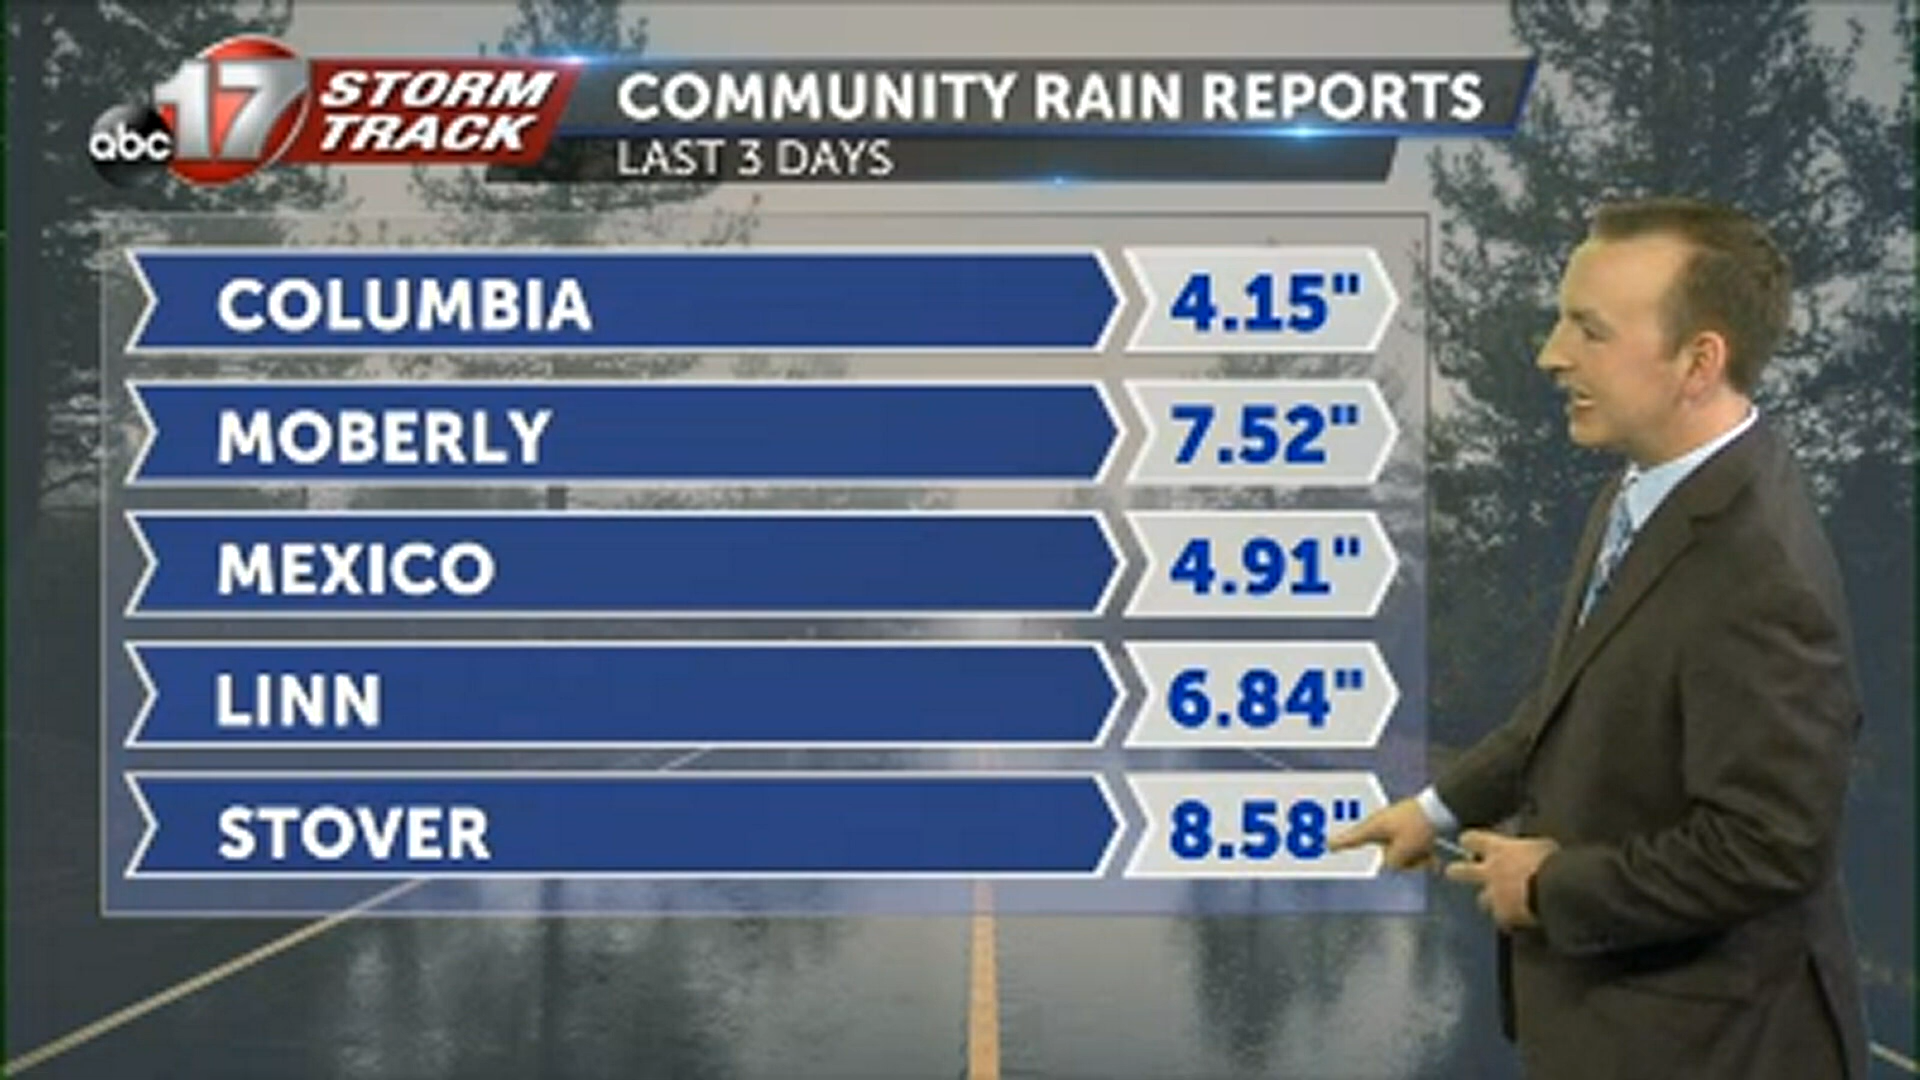 abc 17 STORM TRACK
COMMUNITY RAIN REPORTS
LAST 3 DAYS
COLUMBIA 4.15"
MOBERLY 7.52"
MEXICO 4.91"
LINN 6.84"
STOVER 8.58"